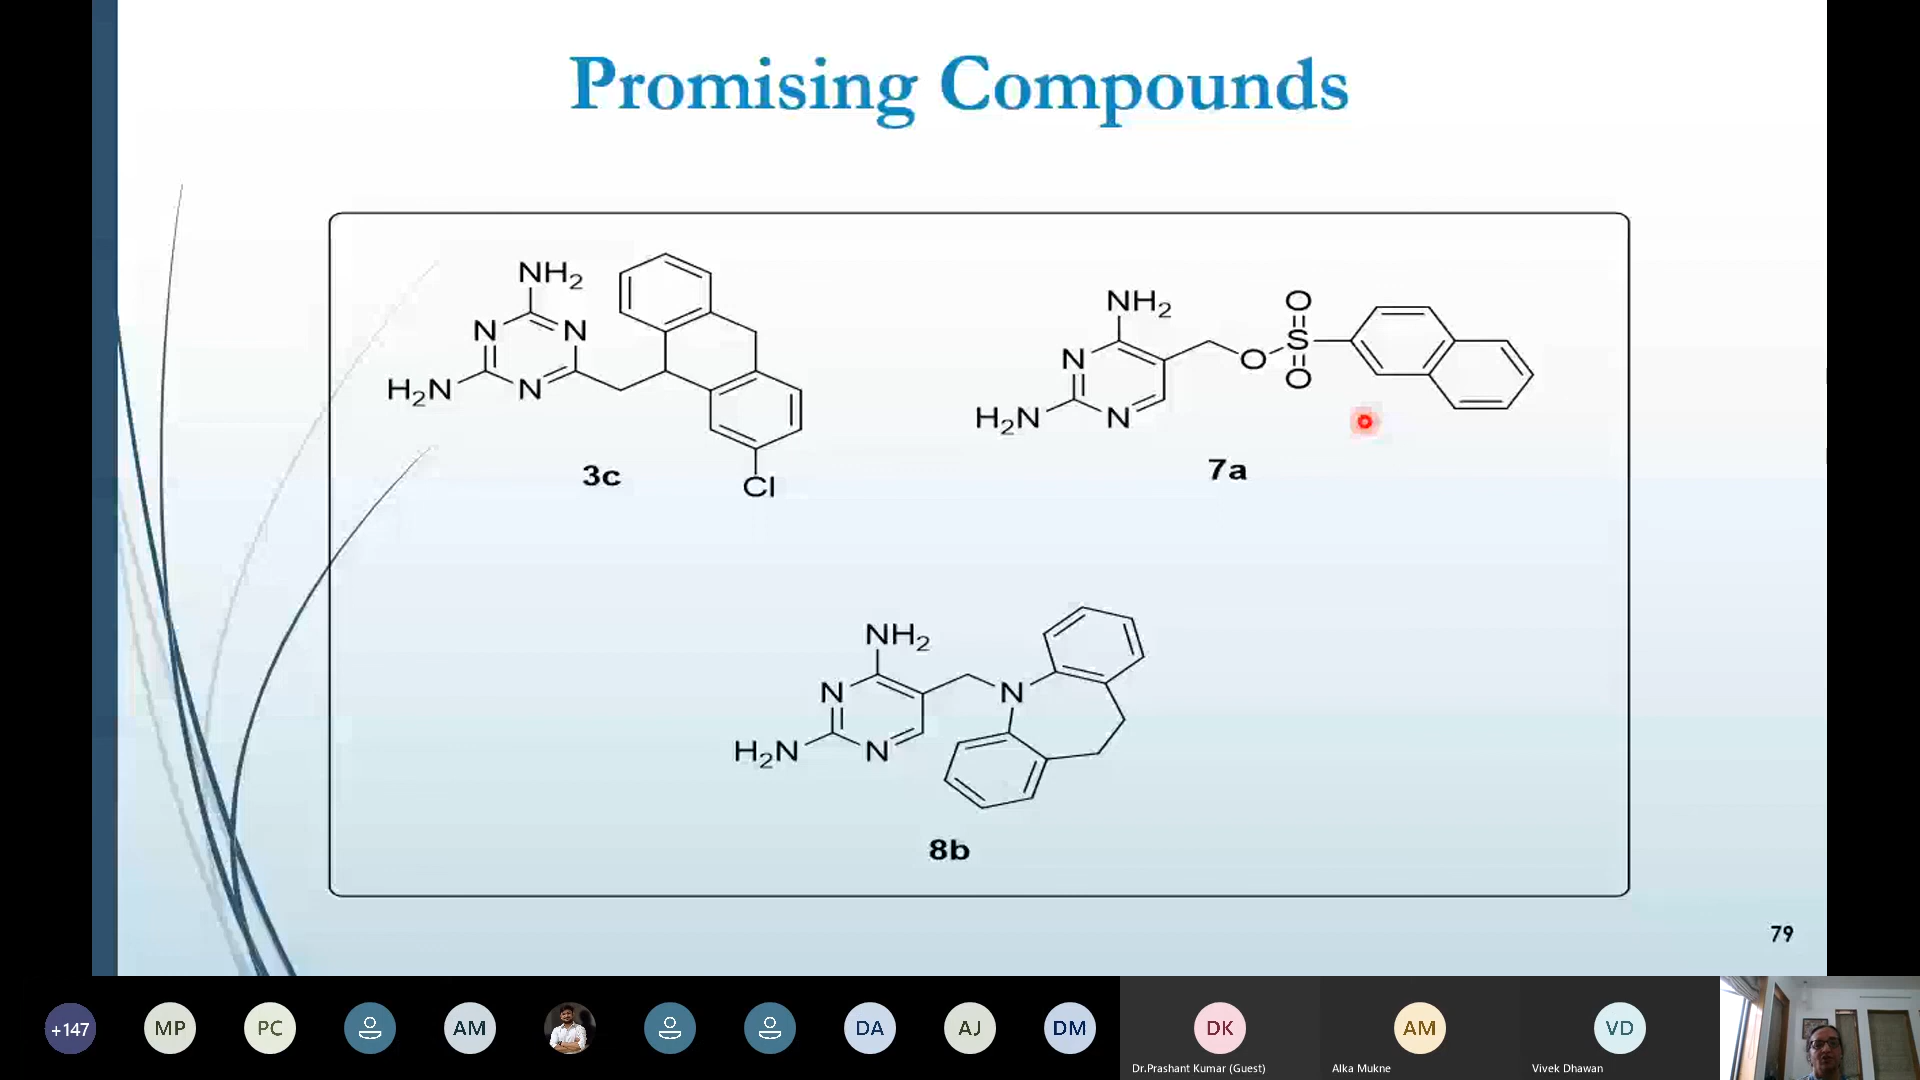 Promising Compounds
NH2
N N
H2N N
Cl
3c
NH2
N
H2N N
O
O S
O
7a
NH2
N N
H2N N
8b
79
+147 MP PC AM DA AJ DM DK AM VD
Dr.Prashant Kumar (Guest) Alka Mukne Vivek Dhawan